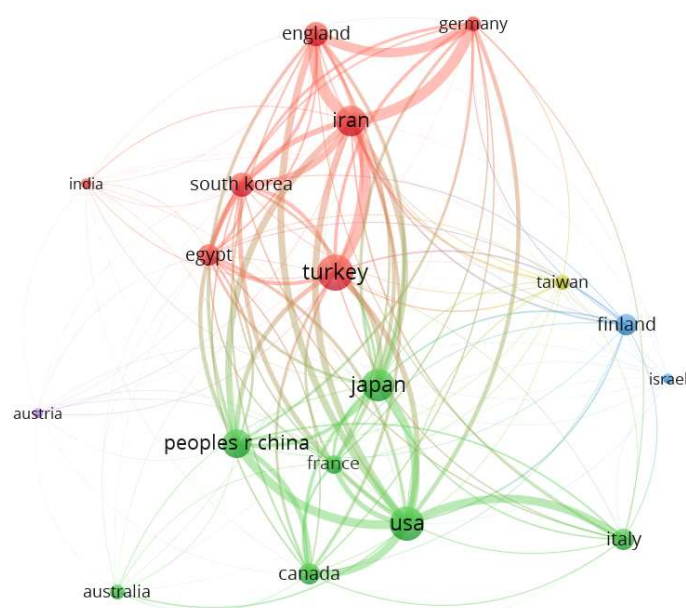 germany
england
iran
india
south korea
egypt
turkey
taiwan
finland
israel
japan
austria
peoples r china
france
usa
italy
canada
australia